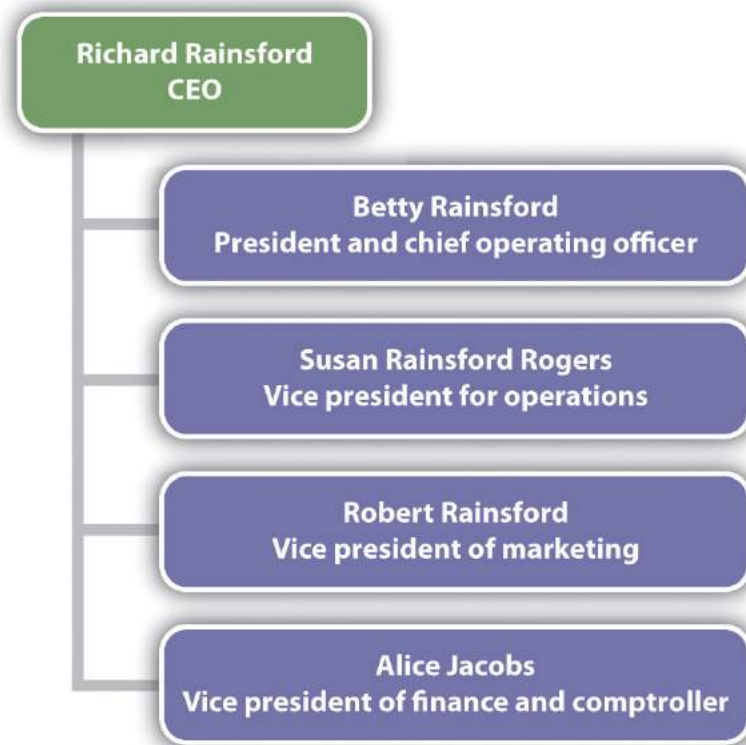 Richard Rainsford
CEO
Betty Rainsford
President and chief operating officer
Susan Rainsford Rogers
Vice president for operations
Robert Rainsford
Vice president of marketing
Alice Jacobs
Vice president of finance and comptroller